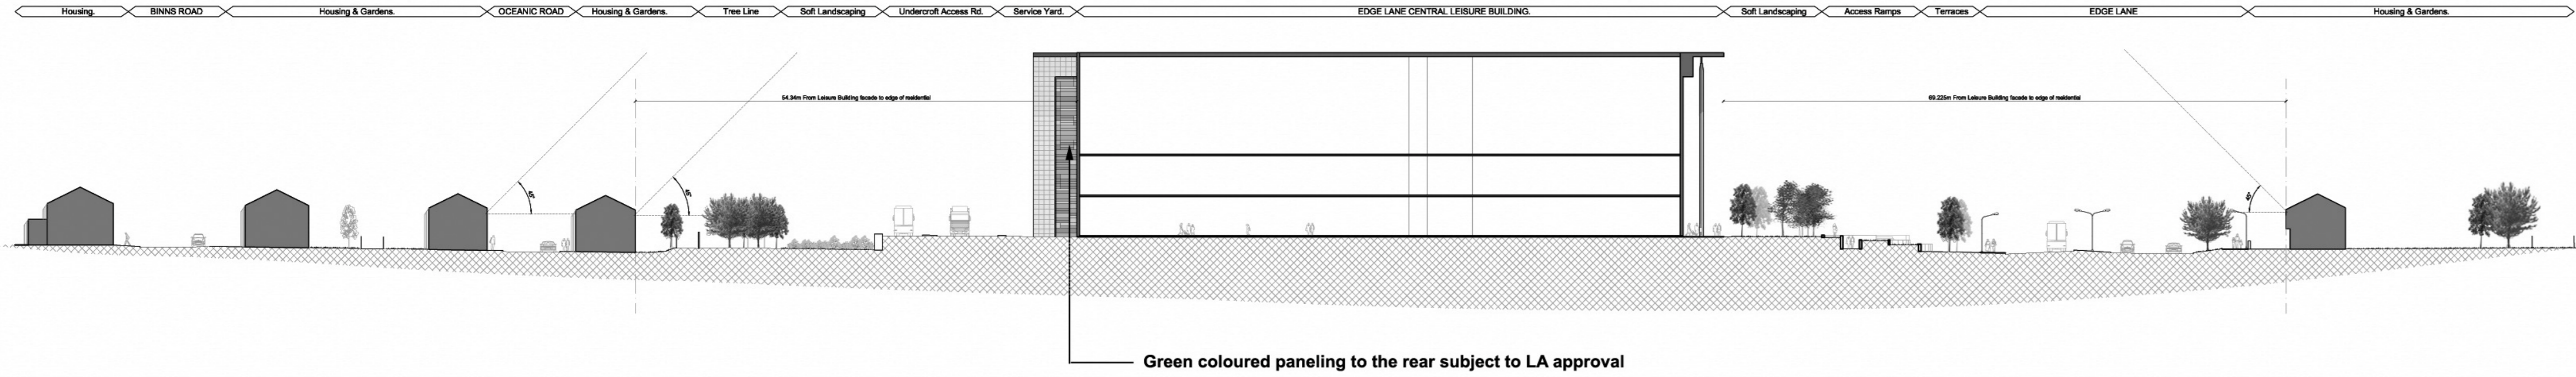 Housing.
BINNS ROAD
Housing & Gardens.
OCEANIC ROAD
Housing & Gardens.
Tree Line
Soft Landscaping
Undercroft Access Rd.
Service Yard.
EDGE LANE CENTRAL LEISURE BUILDING.
Soft Landscaping
Access Ramps
Terraces
EDGE LANE
Housing & Gardens.
54.34m From Leisure Building facade to edge of residential
69.225m From Leisure Building facade to edge of residential
45°
45°
Green coloured paneling to the rear subject to LA approval